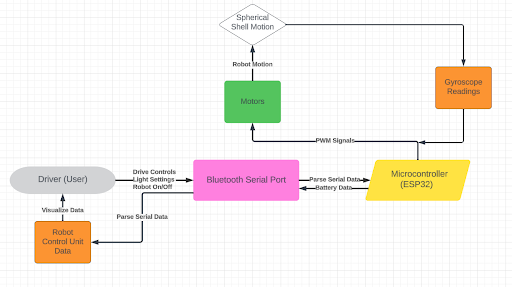 Spherical
Shell Motion
Robot Motion
Gyroscope
Readings
Motors
PWM Signals
Driver (User)
Drive Controls
Light Settings
Robot On/Off
Bluetooth Serial Port
Parse Serial Data
Battery Data
Microcontroller
(ESP32)
Visualize Data
Parse Serial Data
Robot
Control Unit
Data